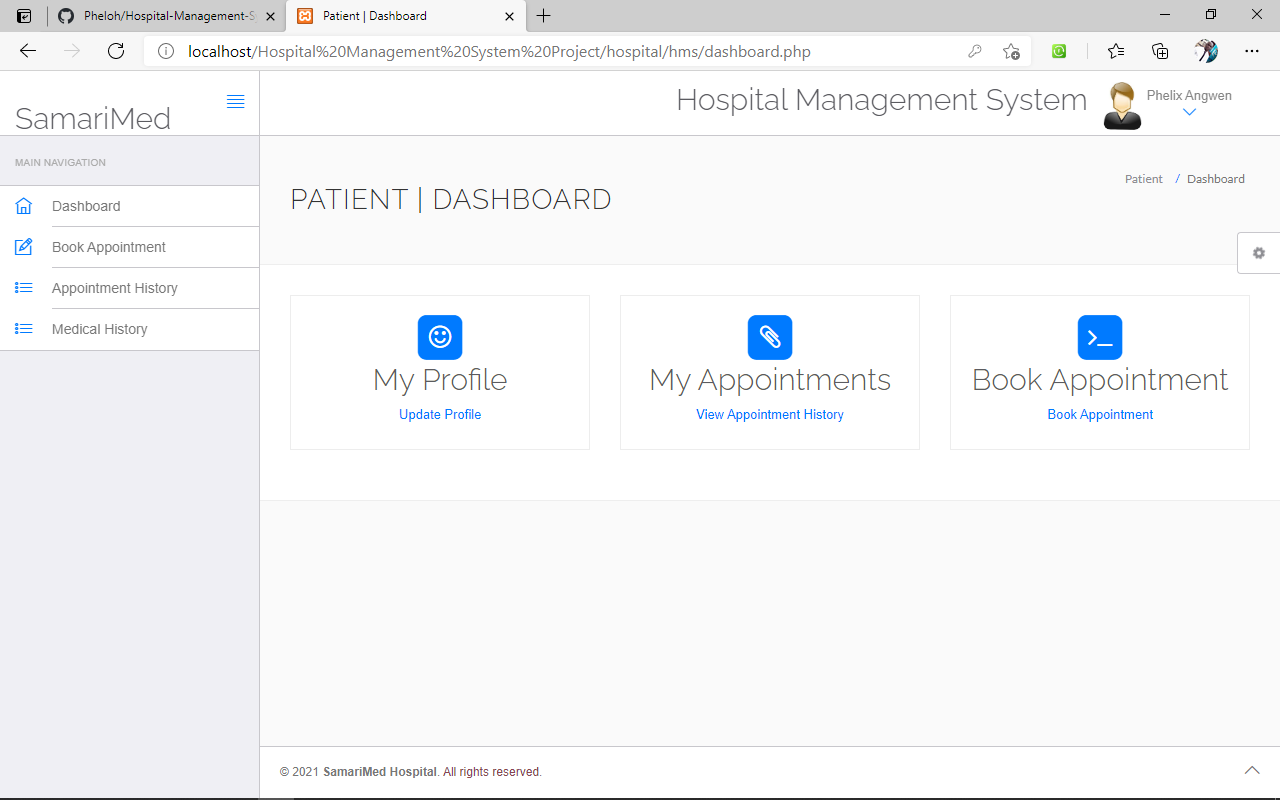 Pheloh/Hospital-Management-S
Patient | Dashboard
localhost/Hospital%20Management%20System%20Project/hospital/hms/dashboard.php
SamariMed
Hospital Management System
Phelix Angwen
MAIN NAVIGATION
Dashboard
Book Appointment
Appointment History
Medical History
PATIENT | DASHBOARD
Patient / Dashboard
My Profile
Update Profile
My Appointments
View Appointment History
Book Appointment
Book Appointment
© 2021 SamariMed Hospital. All rights reserved.